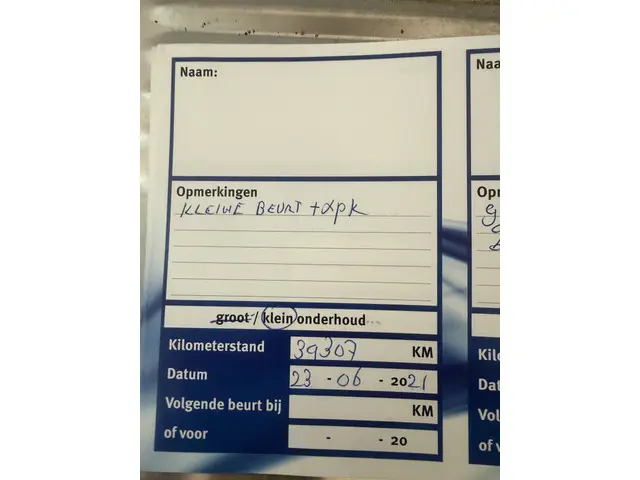 Naam:
Opmerkingen
KLEINE BEURT + apk
groot / klein onderhoud...
Kilometerstand 39307 KM
Datum 23 - 06 - 2021
Volgende beurt bij KM
of voor - - 20
Naa
Opr
Kile
Dat
Vol
of v